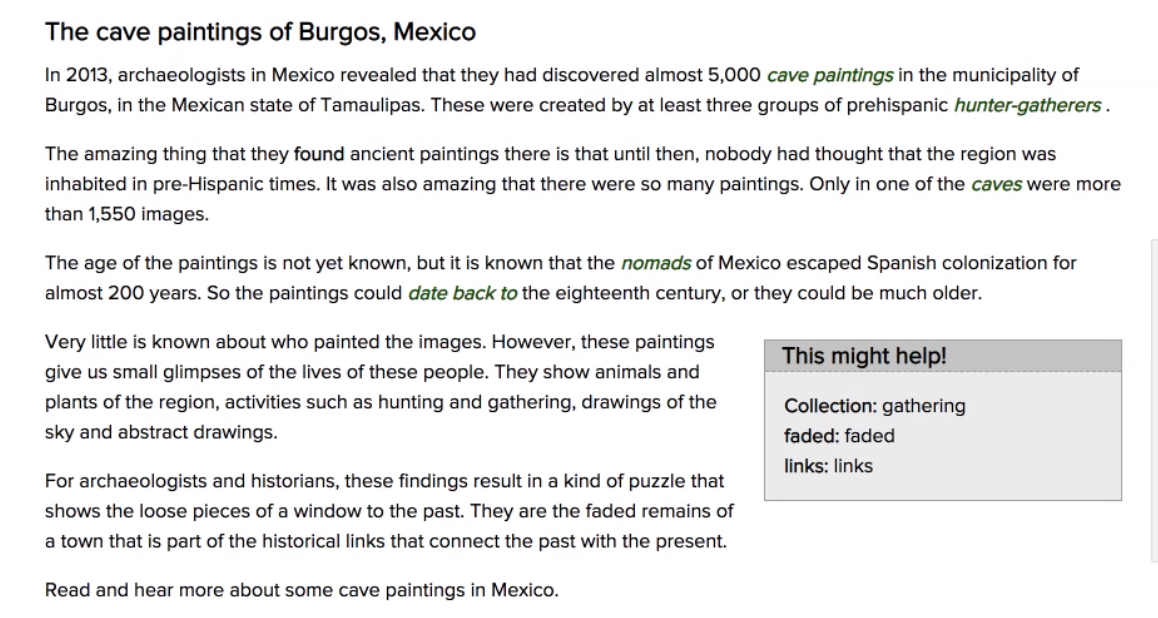 The cave paintings of Burgos, Mexico
In 2013, archaeologists in Mexico revealed that they had discovered almost 5,000 cave paintings in the municipality of
Burgos, in the Mexican state of Tamaulipas. These were created by at least three groups of prehispanic hunter-gatherers .
The amazing thing that they found ancient paintings there is that until then, nobody had thought that the region was
inhabited in pre-Hispanic times. It was also amazing that there were so many paintings. Only in one of the caves were more
than 1,550 images.
The age of the paintings is not yet known, but it is known that the nomads of Mexico escaped Spanish colonization for
almost 200 years. So the paintings could date back to the eighteenth century, or they could be much older.
Very little is known about who painted the images. However, these paintings
give us small glimpses of the lives of these people. They show animals and
plants of the region, activities such as hunting and gathering, drawings of the
sky and abstract drawings.
For archaeologists and historians, these findings result in a kind of puzzle that
shows the loose pieces of a window to the past. They are the faded remains of
a town that is part of the historical links that connect the past with the present.
Read and hear more about some cave paintings in Mexico.
This might help!
Collection: gathering
faded: faded
links: links